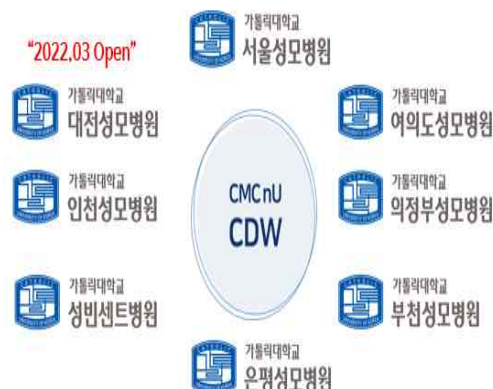 "2022,03 Open"
가톨릭대학교
서울성모병원
가톨릭대학교
대전성모병원
가톨릭대학교
여의도성모병원
가톨릭대학교
인천성모병원
CMC nU
CDW
가톨릭대학교
의정부성모병원
가톨릭대학교
성빈센트병원
가톨릭대학교
부천성모병원
가톨릭대학교
은평성모병원